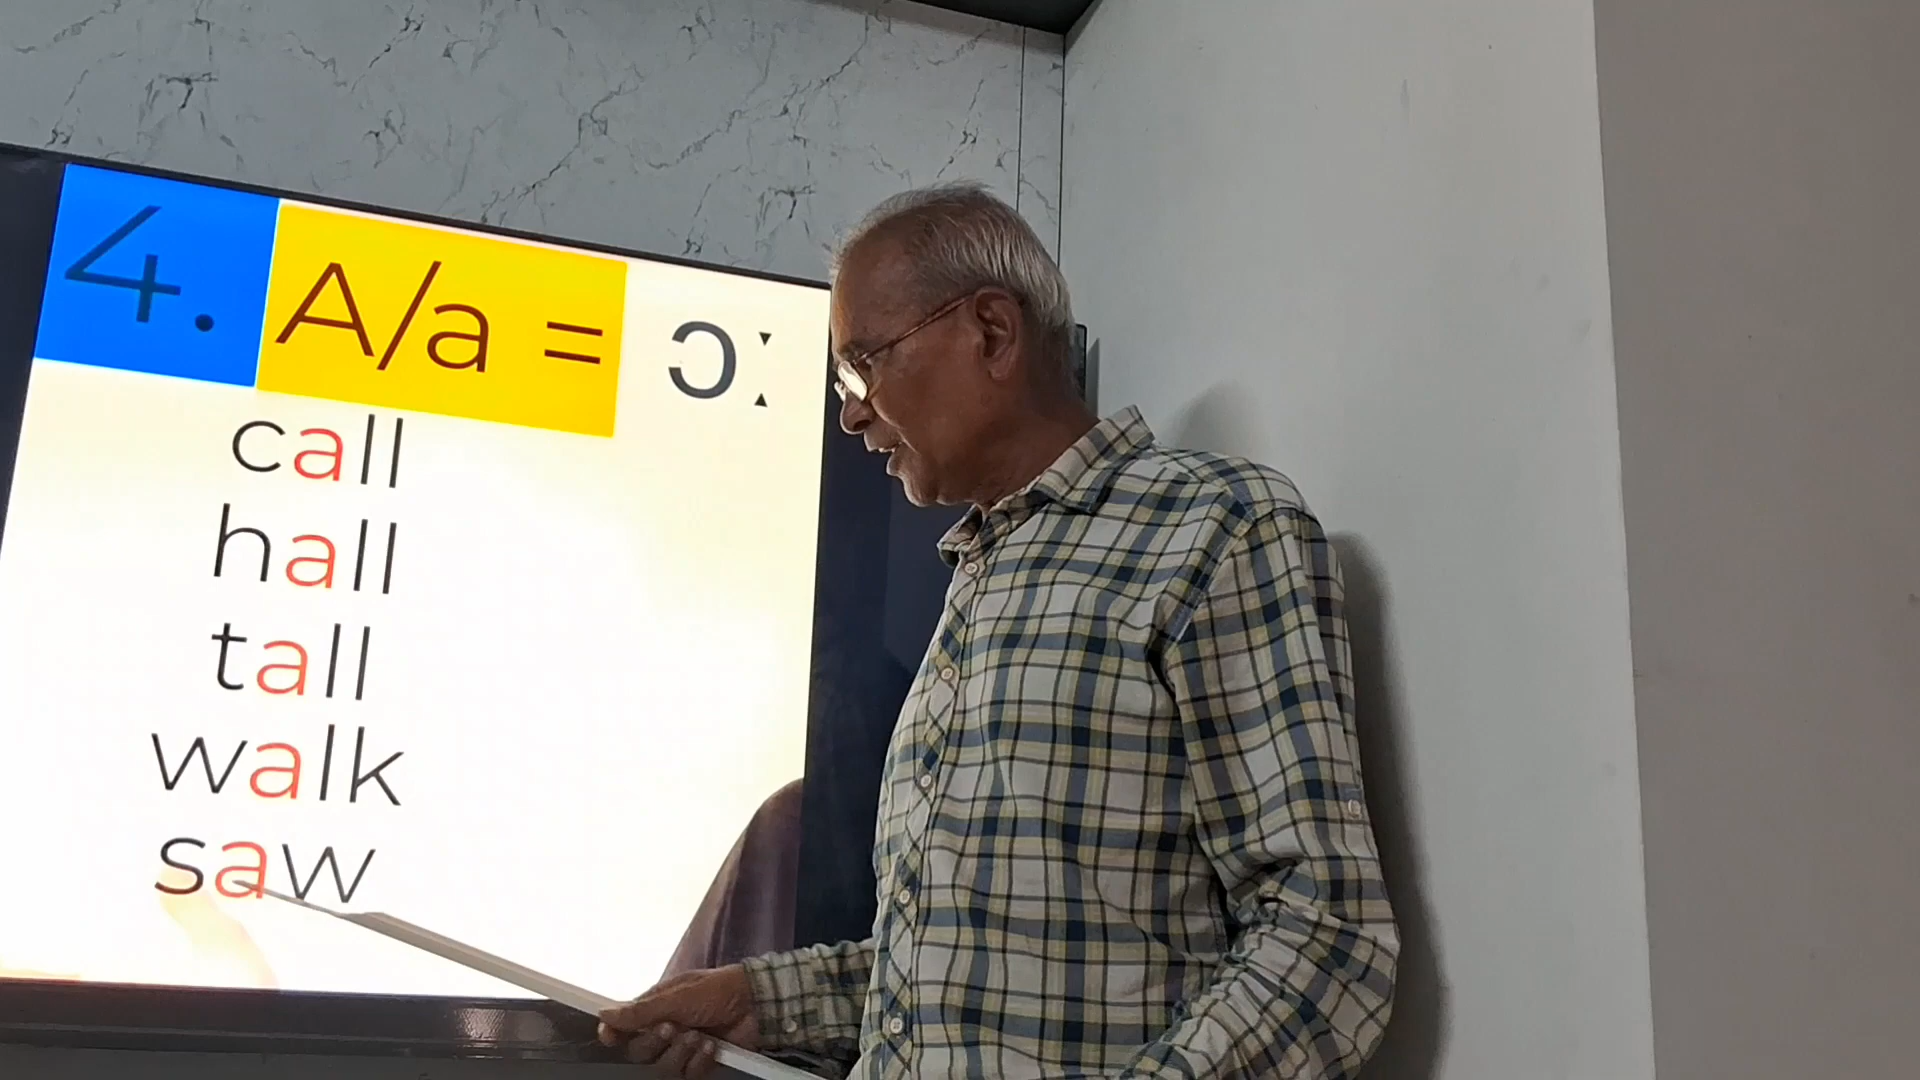 4. A/a = ɔː
call
hall
tall
walk
saw